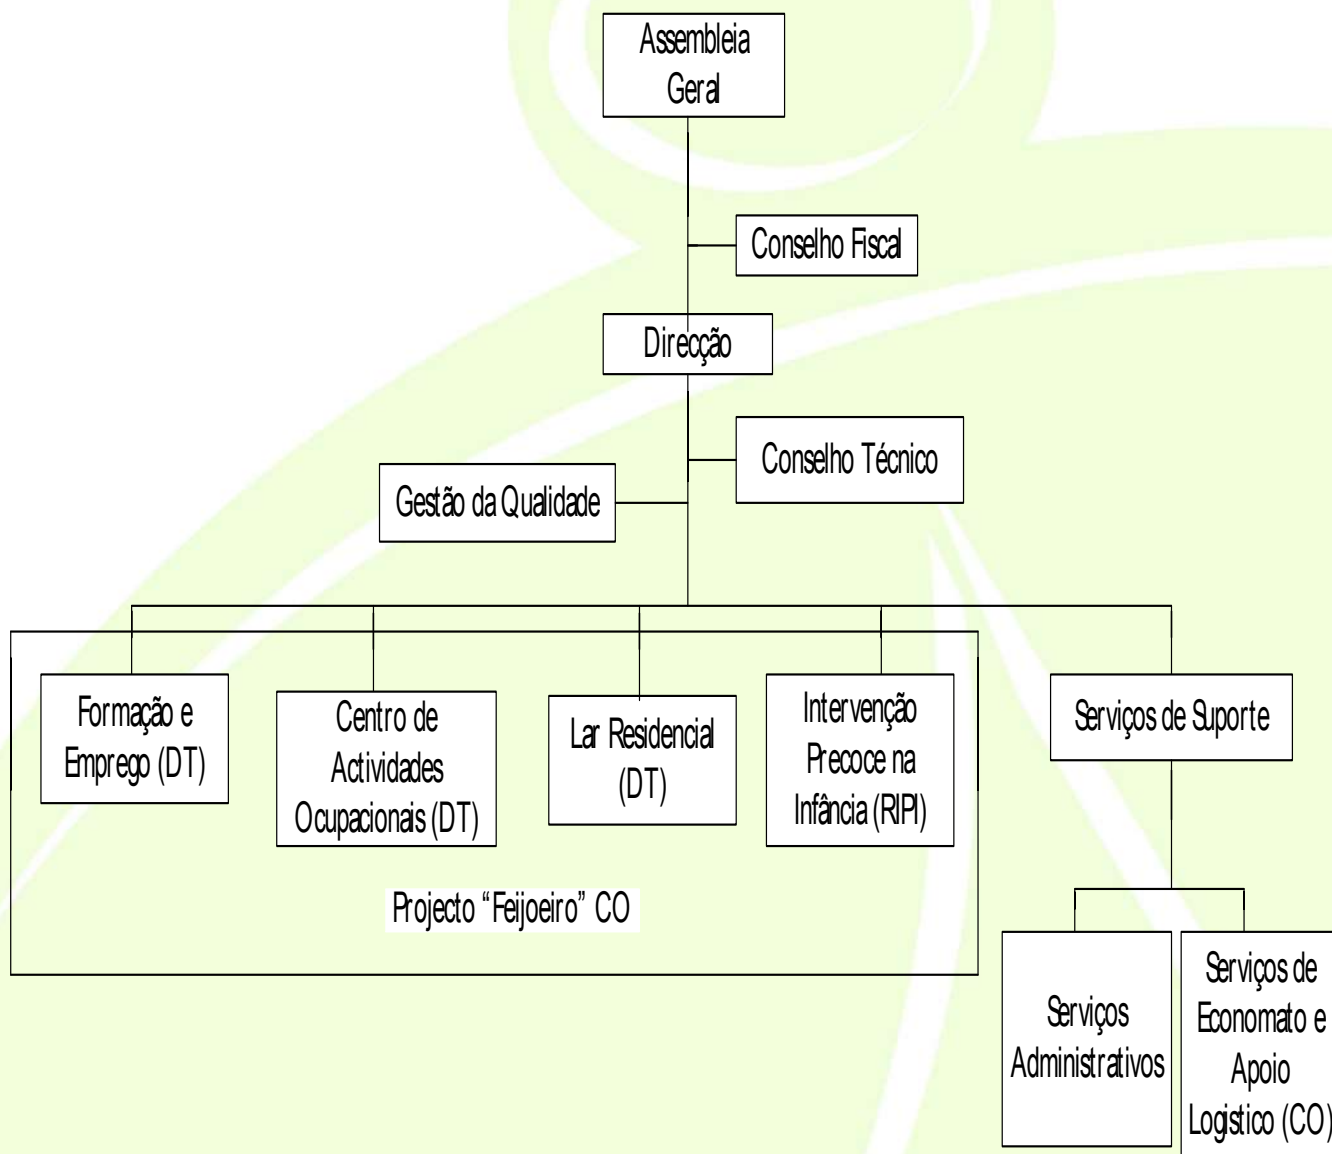 Assembleia
Geral
Conselho Fiscal
Direcção
Conselho Técnico
Gestão da Qualidade
Formação e
Emprego (DT)
Centro de
Actividades
Ocupacionais (DT)
Lar Residencial
(DT)
Intervenção
Precoce na
Infância (RIPI)
Serviços de Suporte
Projecto “Feijoeiro” CO
Serviços
Administrativos
Serviços de
Economato e
Apoio
Logistico (CO)